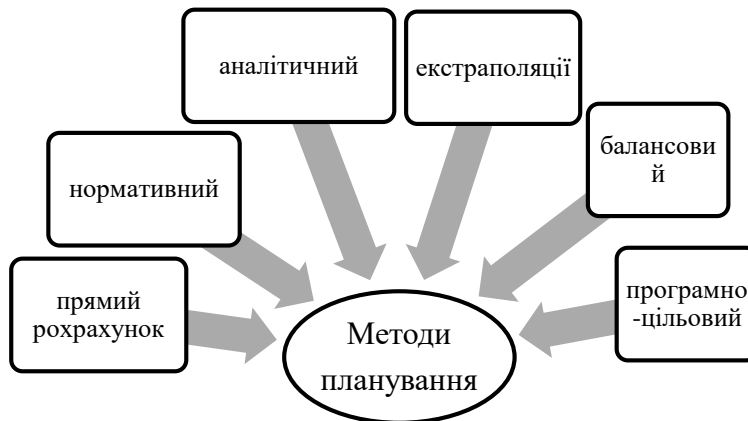 аналітичний
екстраполяції
нормативний
балансови
й
прямий
рохрахунок
програмно
-цільовий
Методи
планування